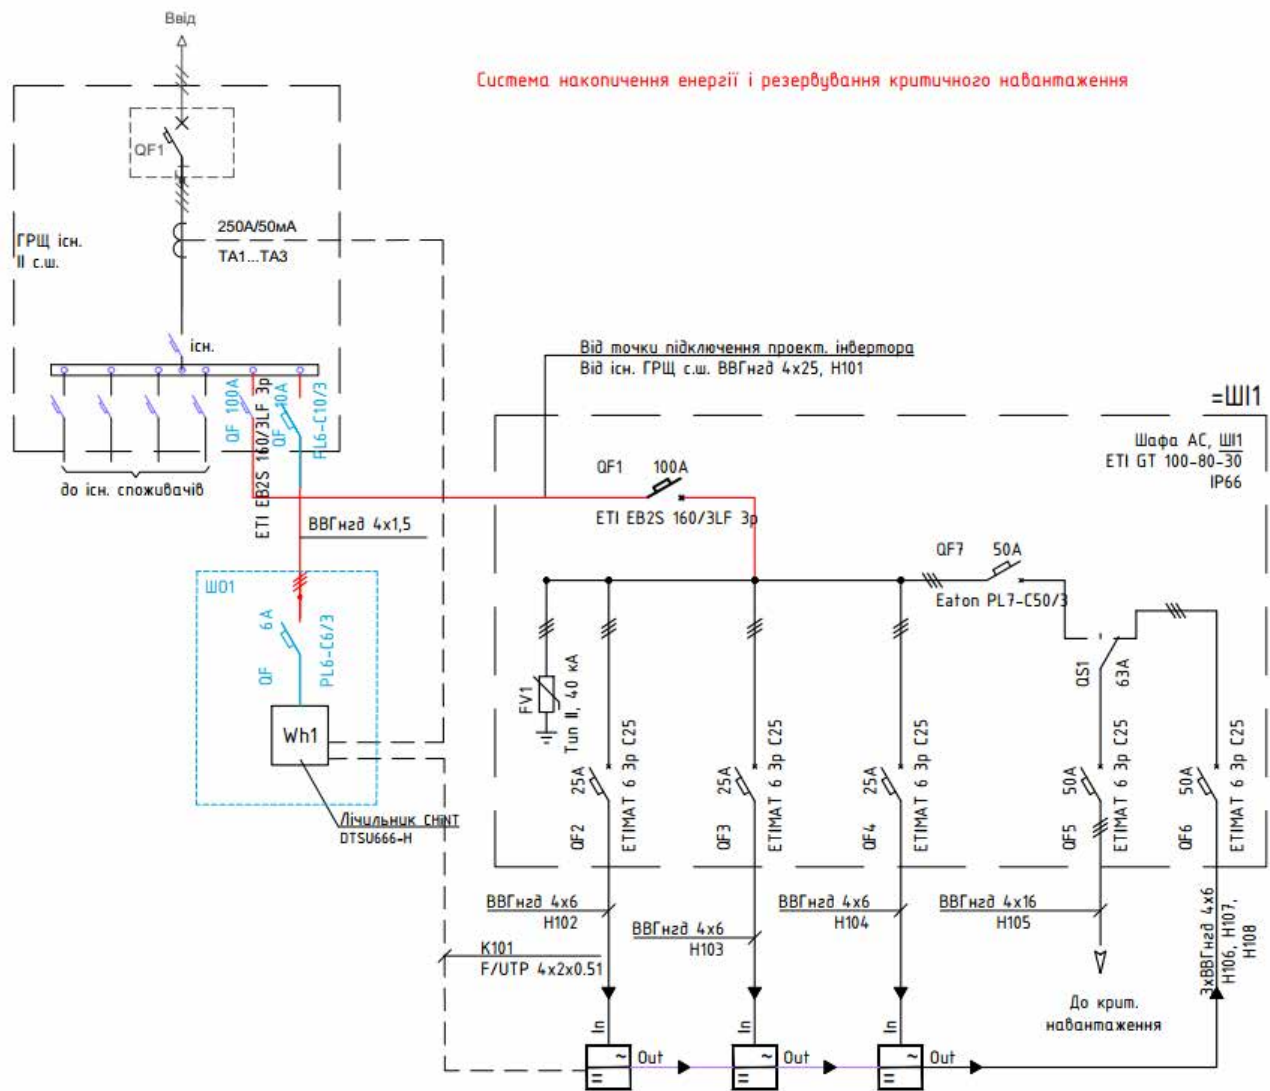 Ввід
Система накопичення енергії і резервування критичного навантаження
QF1
250А/50мА
ТА1...ТА3
ГРЩ існ.
II с.ш.
існ.
Від точки підключення проект. інвертора
Від існ. ГРЩ с.ш. ВВГнгд 4х25, Н101
=ШІ1
Шафа АС, ШІ1
ETI GT 100-80-30
IP66
QF 100A
ETI EB2S 160/3LF 3p
QF 10A
PL6-C10/3
до існ. споживачів
QF1 100A
ETI EB2S 160/3LF 3p
ВВГнгд 4х1,5
QF7 50A
Eaton PL7-C50/3
ШО1
QF 6A
PL6-C6/3
Wh1
Лічильник CHiNT
DTSU666-H
FV1
Тип II, 40 кА
QS1
63A
QF2
25A
ETIMAT 6 3p C25
QF3
25A
ETIMAT 6 3p C25
QF4
25A
ETIMAT 6 3p C25
QF5
50A
ETIMAT 6 3p C25
QF6
50A
ETIMAT 6 3p C25
ВВГнгд 4х6
Н102
ВВГнгд 4х6
Н103
ВВГнгд 4х6
Н104
ВВГнгд 4х16
Н105
3хВВГнгд 4х6
Н106, Н107,
Н108
К101
F/UTP 4x2x0.51
До крит.
навантаження
In
Out
In
Out
In
Out